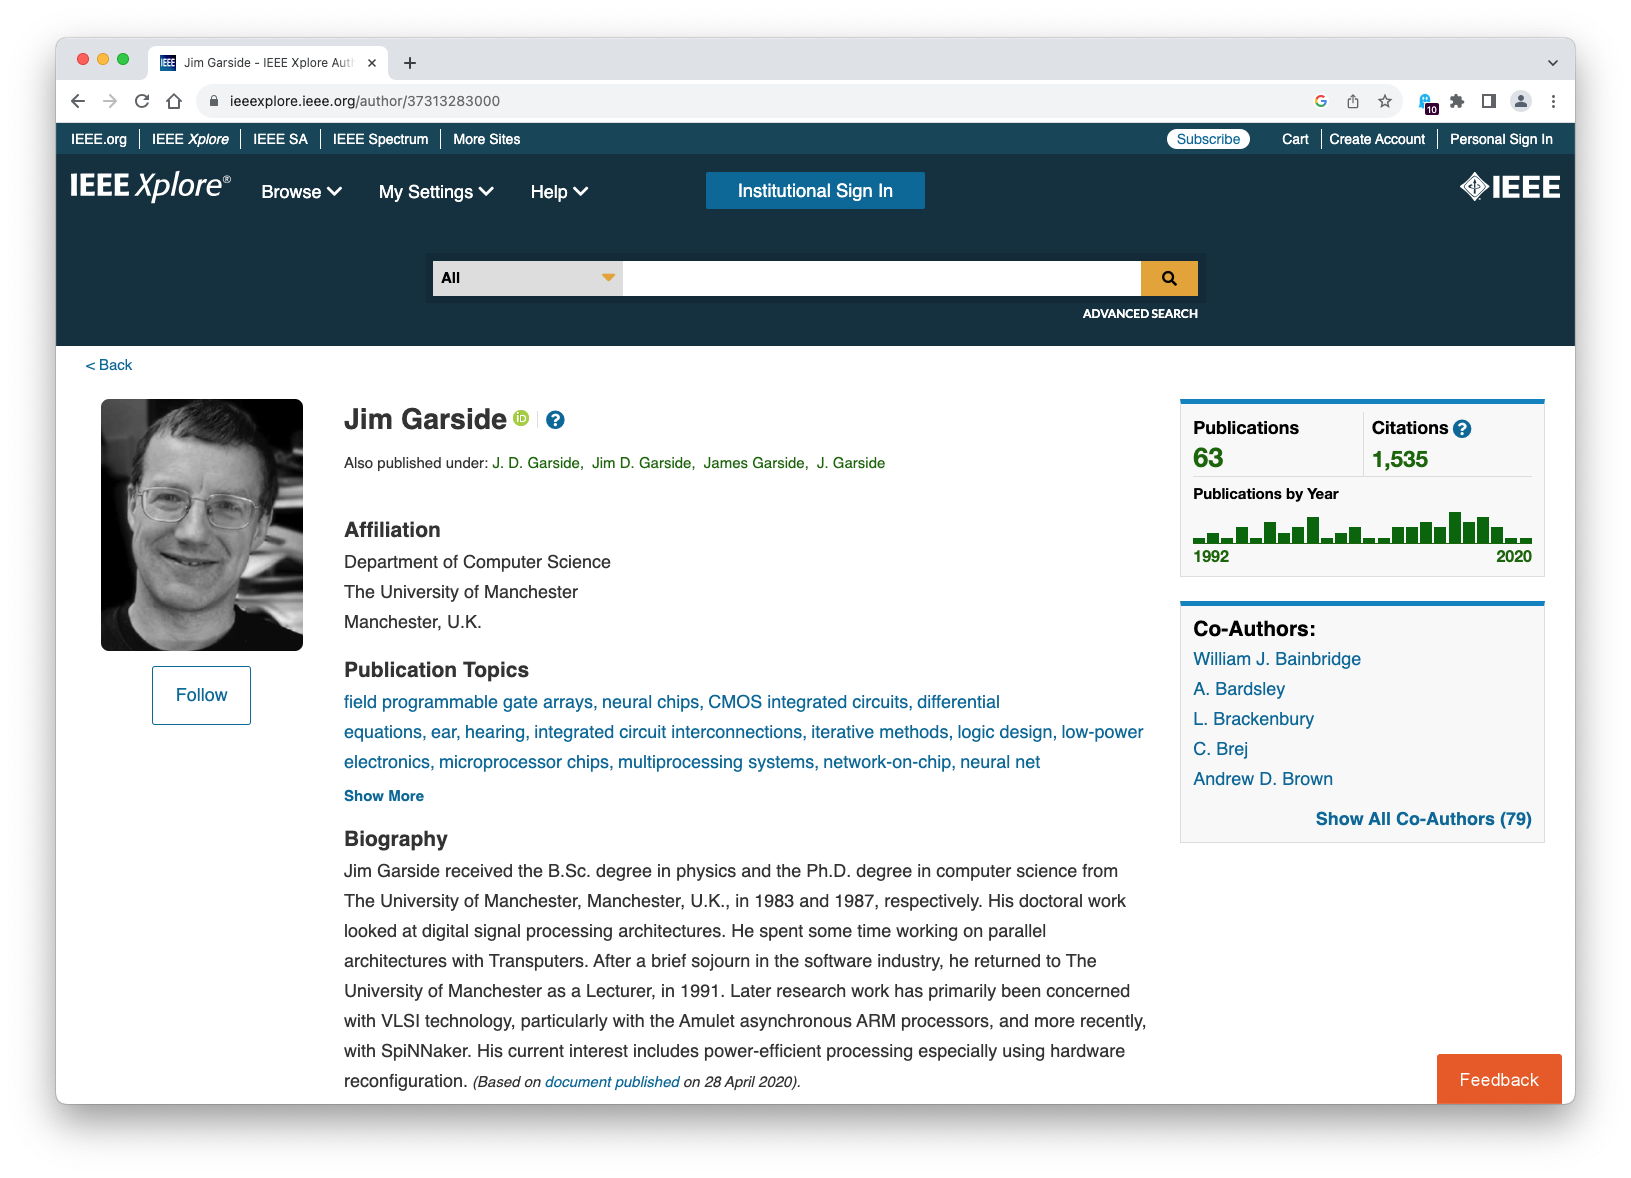 Jim Garside - IEEE Xplore Aut
ieeexplore.ieee.org/author/37313283000
10
IEEE.org IEEE Xplore IEEE SA IEEE Spectrum More Sites Subscribe Cart Create Account Personal Sign In
IEEE Xplore® Browse My Settings Help Institutional Sign In IEEE
All
ADVANCED SEARCH
< Back
Jim Garside iD ?
Also published under: J. D. Garside, Jim D. Garside, James Garside, J. Garside
Affiliation
Department of Computer Science
The University of Manchester
Manchester, U.K.
Publication Topics
field programmable gate arrays, neural chips, CMOS integrated circuits, differential
equations, ear, hearing, integrated circuit interconnections, iterative methods, logic design, low-power
electronics, microprocessor chips, multiprocessing systems, network-on-chip, neural net
Show More
Biography
Jim Garside received the B.Sc. degree in physics and the Ph.D. degree in computer science from
The University of Manchester, Manchester, U.K., in 1983 and 1987, respectively. His doctoral work
looked at digital signal processing architectures. He spent some time working on parallel
architectures with Transputers. After a brief sojourn in the software industry, he returned to The
University of Manchester as a Lecturer, in 1991. Later research work has primarily been concerned
with VLSI technology, particularly with the Amulet asynchronous ARM processors, and more recently,
with SpiNNaker. His current interest includes power-efficient processing especially using hardware
reconfiguration. (Based on document published on 28 April 2020).
Follow
Publications
63
Citations ?
1,535
Publications by Year
1992 2020
Co-Authors:
William J. Bainbridge
A. Bardsley
L. Brackenbury
C. Brej
Andrew D. Brown
Show All Co-Authors (79)
Feedback